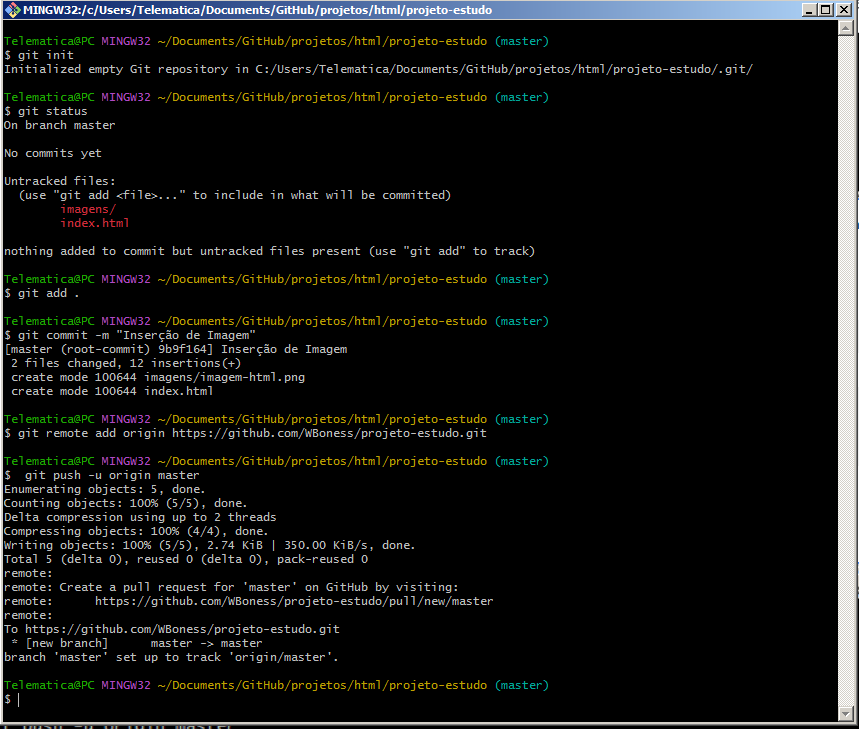 MINGW32:/c/Users/Telematica/Documents/GitHub/projetos/html/projeto-estudo
Telematica@PC MINGW32 ~/Documents/GitHub/projetos/html/projeto-estudo (master)
$ git init
Initialized empty Git repository in C:/Users/Telematica/Documents/GitHub/projetos/html/projeto-estudo/.git/
Telematica@PC MINGW32 ~/Documents/GitHub/projetos/html/projeto-estudo (master)
$ git status
On branch master
No commits yet
Untracked files:
(use "git add <file>..." to include in what will be committed)
imagens/
index.html
nothing added to commit but untracked files present (use "git add" to track)
Telematica@PC MINGW32 ~/Documents/GitHub/projetos/html/projeto-estudo (master)
$ git add .
Telematica@PC MINGW32 ~/Documents/GitHub/projetos/html/projeto-estudo (master)
$ git commit -m "Inserção de Imagem"
[master (root-commit) 9b9f164] Inserção de Imagem
2 files changed, 12 insertions(+)
create mode 100644 imagens/imagem-html.png
create mode 100644 index.html
Telematica@PC MINGW32 ~/Documents/GitHub/projetos/html/projeto-estudo (master)
$ git remote add origin https://github.com/WBoness/projeto-estudo.git
Telematica@PC MINGW32 ~/Documents/GitHub/projetos/html/projeto-estudo (master)
$  git push -u origin master
Enumerating objects: 5, done.
Counting objects: 100% (5/5), done.
Delta compression using up to 2 threads
Compressing objects: 100% (4/4), done.
Writing objects: 100% (5/5), 2.74 KiB | 350.00 KiB/s, done.
Total 5 (delta 0), reused 0 (delta 0), pack-reused 0
remote:
remote: Create a pull request for 'master' on GitHub by visiting:
remote:      https://github.com/WBoness/projeto-estudo/pull/new/master
remote:
To https://github.com/WBoness/projeto-estudo.git
* [new branch]      master -> master
branch 'master' set up to track 'origin/master'.
Telematica@PC MINGW32 ~/Documents/GitHub/projetos/html/projeto-estudo (master)
$